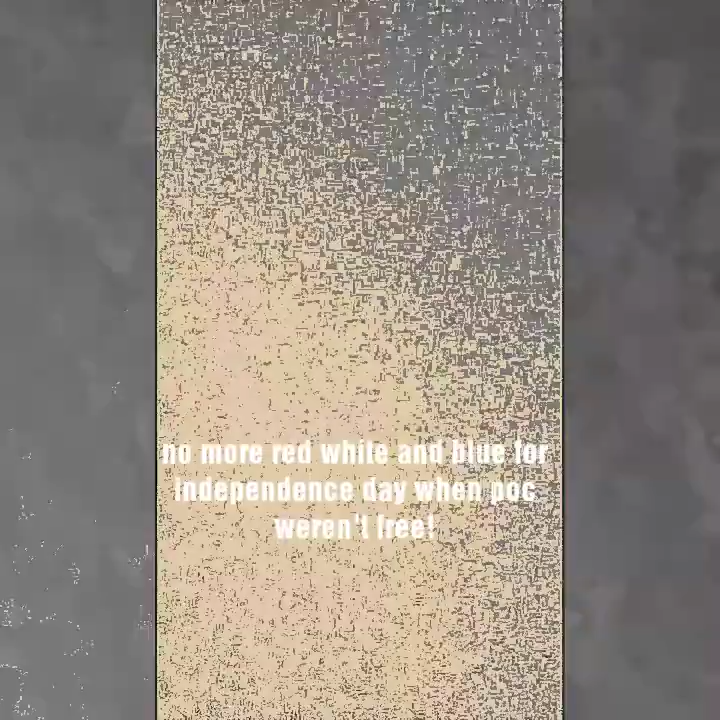 no more red white and blue for
independence day when poc
weren't free!